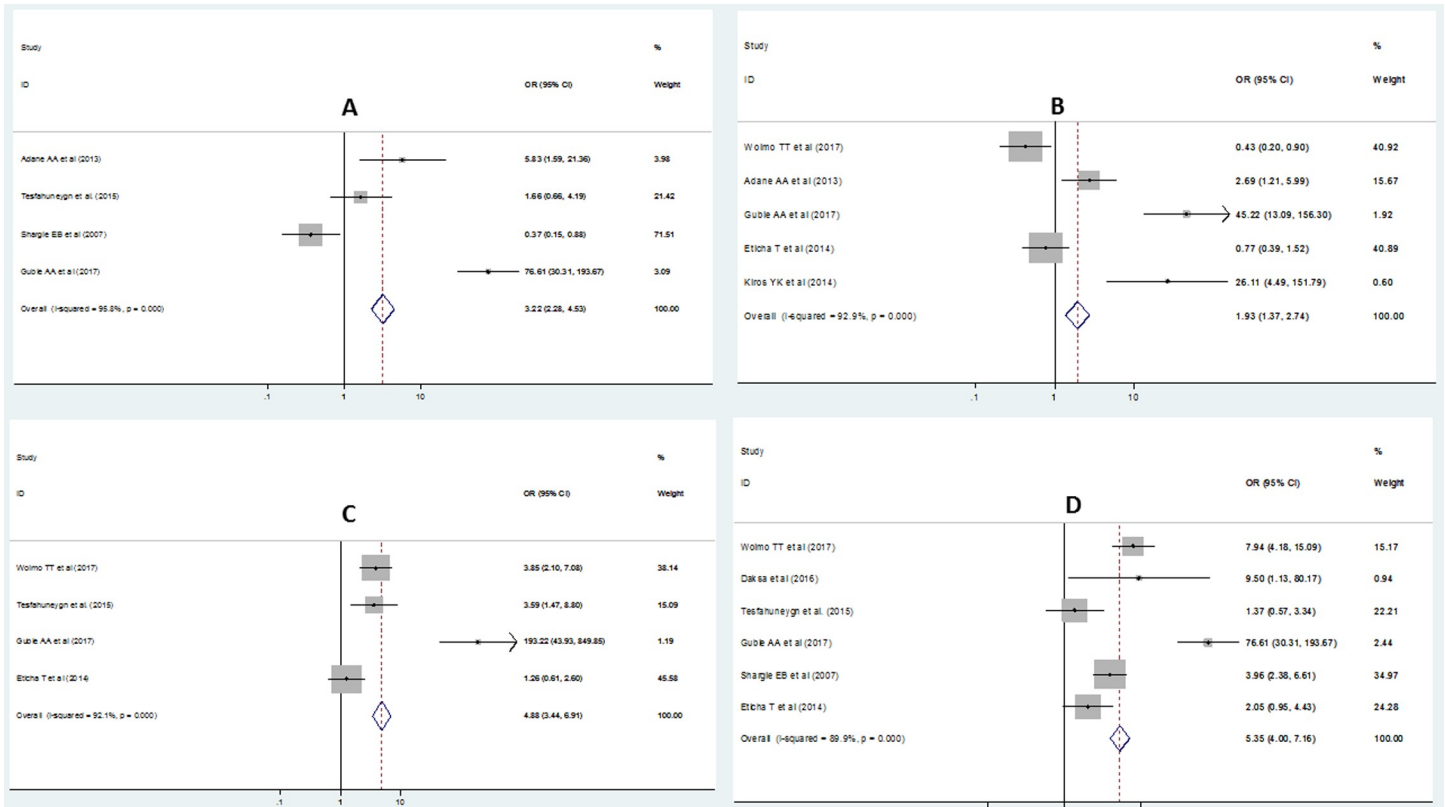 Study %
ID OR (95% CI) Weight
A
Adane AA et al (2013) 5.83 (1.59, 21.36) 3.98
Tesfahuneygn et al. (2015) 1.66 (0.66, 4.19) 21.42
Shargie EB et al (2007) 0.37 (0.15, 0.88) 71.51
Gubie AA et al (2017) 76.61 (30.31, 193.67) 3.09
Overall (I-squared = 95.8%, p = 0.000) 3.22 (2.28, 4.53) 100.00
.1 1 10
Study %
ID OR (95% CI) Weight
B
Wolmo TT et al (2017) 0.43 (0.20, 0.90) 40.92
Adane AA et al (2013) 2.69 (1.21, 5.99) 15.67
Gubie AA et al (2017) 45.22 (13.09, 156.30) 1.92
Eticha T et al (2014) 0.77 (0.39, 1.52) 40.89
Kiros YK et al (2014) 26.11 (4.49, 151.79) 0.60
Overall (I-squared = 92.9%, p = 0.000) 1.93 (1.37, 2.74) 100.00
.1 1 10
Study %
ID OR (95% CI) Weight
C
Wolmo TT et al (2017) 3.85 (2.10, 7.08) 38.14
Tesfahuneygn et al. (2015) 3.59 (1.47, 8.80) 15.09
Gubie AA et al (2017) 193.22 (43.93, 849.85) 1.19
Eticha T et al (2014) 1.26 (0.61, 2.60) 45.58
Overall (I-squared = 92.1%, p = 0.000) 4.88 (3.44, 6.91) 100.00
.1 1 10
Study %
ID OR (95% CI) Weight
D
Wolmo TT et al (2017) 7.94 (4.18, 15.09) 15.17
Daksa et al (2016) 9.50 (1.13, 80.17) 0.94
Tesfahuneygn et al. (2015) 1.37 (0.57, 3.34) 22.21
Gubie AA et al (2017) 76.61 (30.31, 193.67) 2.44
Shargie EB et al (2007) 3.96 (2.38, 6.61) 34.97
Eticha T et al (2014) 2.05 (0.95, 4.43) 24.28
Overall (I-squared = 89.9%, p = 0.000) 5.35 (4.00, 7.16) 100.00